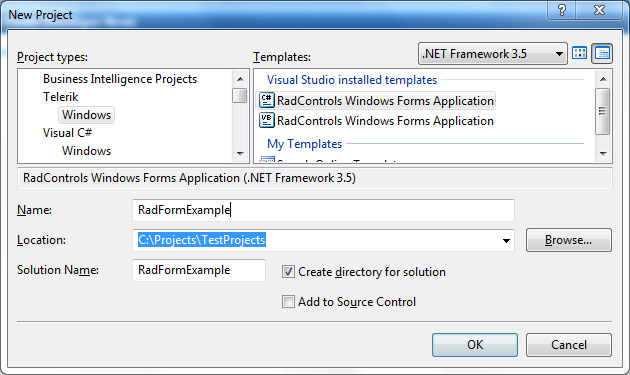 New Project
Project types:
Templates:
.NET Framework 3.5
Business Intelligence Projects
Telerik
Windows
Visual C#
Windows
Visual Studio installed templates
C# RadControls Windows Forms Application
VB RadControls Windows Forms Application
My Templates
RadControls Windows Forms Application (.NET Framework 3.5)
Name:
RadFormExample
Location:
C:\Projects\TestProjects
Browse...
Solution Name:
RadFormExample
Create directory for solution
Add to Source Control
OK
Cancel